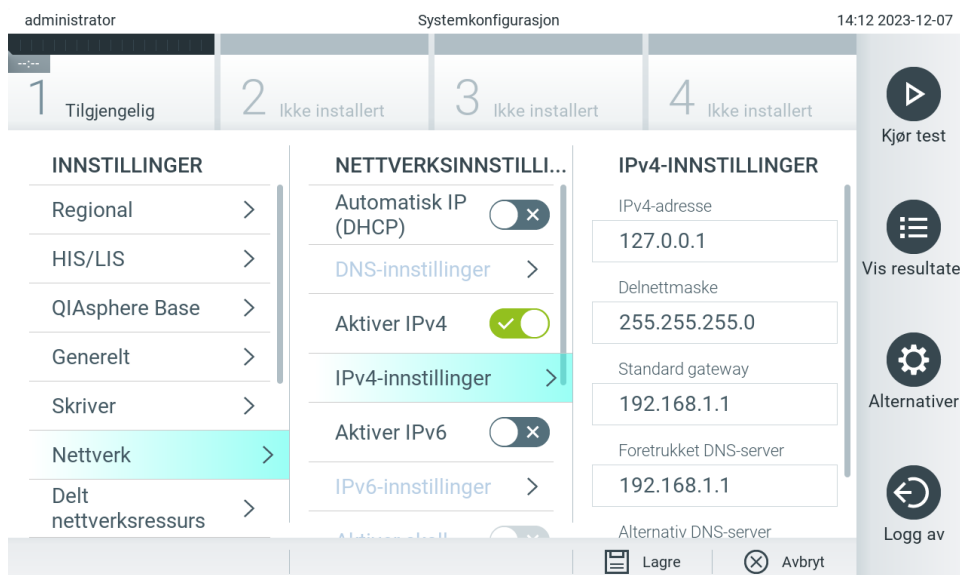 administrator
Systemkonfigurasjon
14:12 2023-12-07
--:--
1 Tilgjengelig
2 Ikke installert
3 Ikke installert
4 Ikke installert
INNSTILLINGER
Regional
HIS/LIS
QIAsphere Base
Generelt
Skriver
Nettverk
Delt
nettverksressurs
NETTVERKSINNSTILLI...
Automatisk IP
(DHCP)
DNS-innstillinger
Aktiver IPv4
IPv4-innstillinger
Aktiver IPv6
IPv6-innstillinger
IPv4-INNSTILLINGER
IPv4-adresse
127.0.0.1
Delnettmaske
255.255.255.0
Standard gateway
192.168.1.1
Foretrukket DNS-server
192.168.1.1
Alternativ DNS-server
Kjør test
Vis resultate
Alternativer
Logg av
Lagre
Avbryt